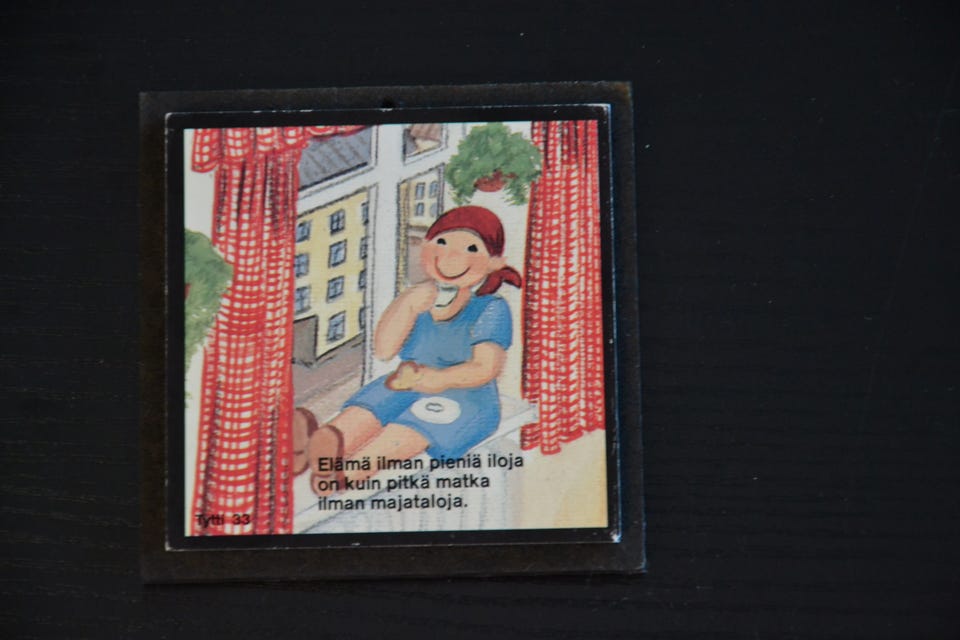 Elämä ilman pieniä iloja
on kuin pitkä matka
ilman majataloja.
Tytti 33